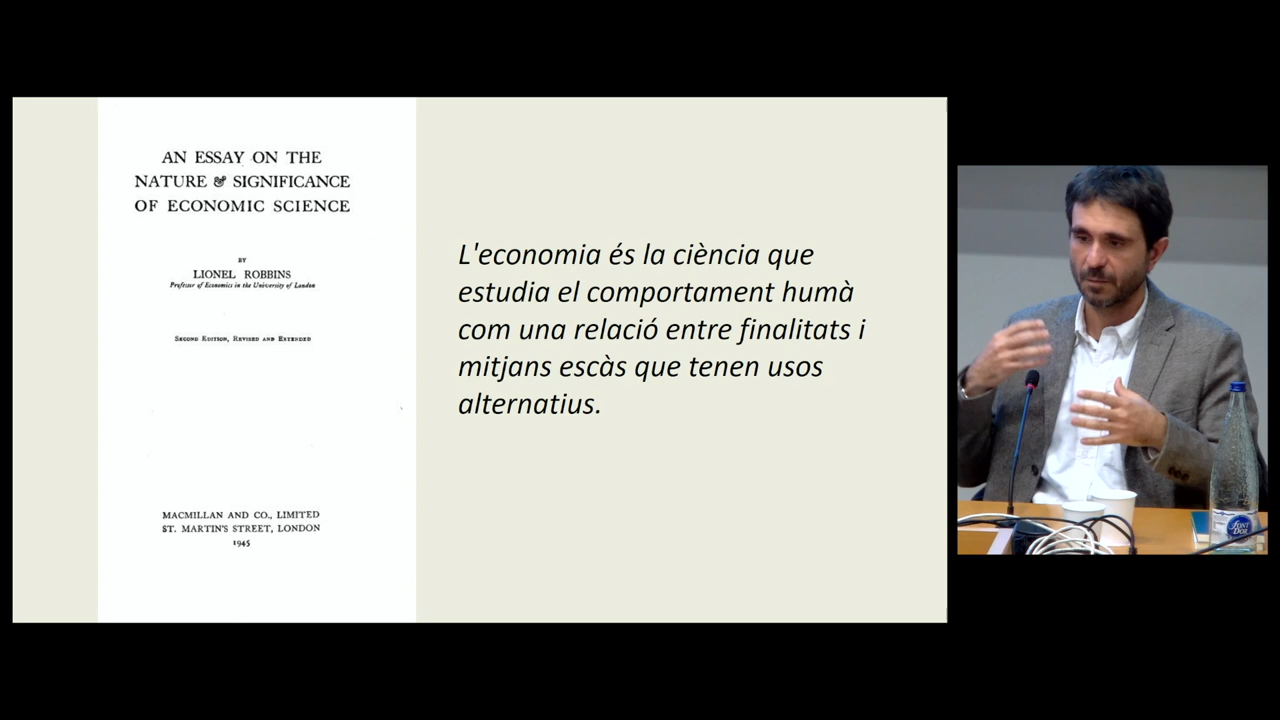 AN ESSAY ON THE
NATURE & SIGNIFICANCE
OF ECONOMIC SCIENCE
BY
LIONEL ROBBINS
Professor of Economics in the University of London
SECOND EDITION, REVISED AND EXTENDED
MACMILLAN AND CO., LIMITED
ST. MARTIN'S STREET, LONDON
1945
L'economia és la ciència que
estudia el comportament humà
com una relació entre finalitats i
mitjans escàs que tenen usos
alternatius.
FONT
D'OR